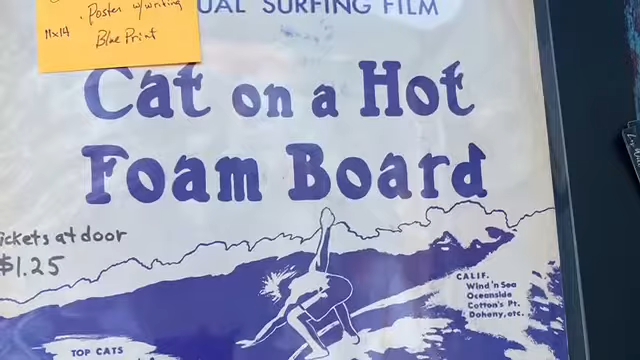 Poster w/writing
11x14
Blue Print
UAL SURFING FILM
Cat on a Hot
Foam Board
ickets at door
$1.25
CALIF.
Wind 'n Sea
Oceanside
Cotton's Pt.
Doheny, etc.
TOP CATS